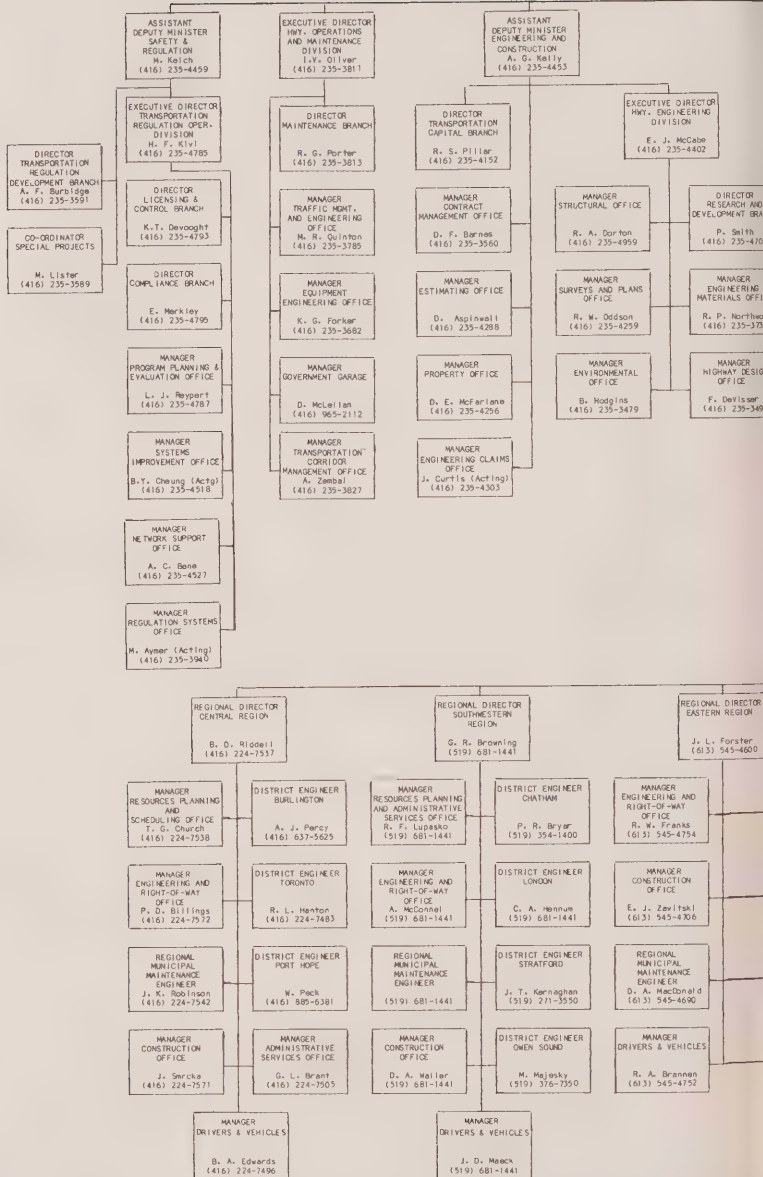 ASSISTANT
DEPUTY MINISTER
SAFETY &
REGULATION
M. Kelch
(416) 235-4459
EXECUTIVE DIRECTOR
HWY. OPERATIONS
AND MAINTENANCE
DIVISION
I.V. Oliver
(416) 235-3811
ASSISTANT
DEPUTY MINISTER
ENGINEERING AND
CONSTRUCTION
A. G. Kelly
(416) 235-4453
EXECUTIVE DIRECTOR
TRANSPORTATION
REGULATION OPER.
DIVISION
H. F. Kivi
(416) 235-4785
DIRECTOR
MAINTENANCE BRANCH
R. G. Porter
(416) 235-3813
DIRECTOR
TRANSPORTATION
CAPITAL BRANCH
R. S. Pillar
(416) 235-4152
EXECUTIVE DIRECTOR
HWY. ENGINEERING
DIVISION
E. J. McCabe
(416) 235-4402
DIRECTOR
TRANSPORTATION
REGULATION
DEVELOPMENT BRANCH
A. F. Burbidge
(416) 235-3591
DIRECTOR
LICENSING &
CONTROL BRANCH
K.T. Devooght
(416) 235-4793
MANAGER
TRAFFIC MGMT.
AND ENGINEERING
OFFICE
M. R. Quinton
(416) 235-3785
MANAGER
CONTRACT
MANAGEMENT OFFICE
D. F. Barnes
(416) 235-3560
MANAGER
STRUCTURAL OFFICE
R. A. Dorton
(416) 235-4959
DIRECTOR
RESEARCH AND
DEVELOPMENT BRA
P. Smith
(416) 235-470
CO-ORDINATOR
SPECIAL PROJECTS
M. Lister
(416) 235-3589
DIRECTOR
COMPLIANCE BRANCH
E. Merkley
(416) 235-4795
MANAGER
EQUIPMENT
ENGINEERING OFFICE
K. G. Forker
(416) 235-3682
MANAGER
ESTIMATING OFFICE
D. Aspinwall
(416) 235-4288
MANAGER
SURVEYS AND PLANS
OFFICE
R. W. Oddson
(416) 235-4259
MANAGER
ENGINEERING
MATERIALS OFFI
R. P. Northwo
(416) 235-373
MANAGER
PROGRAM PLANNING &
EVALUATION OFFICE
L. J. Reypert
(416) 235-4787
MANAGER
GOVERNMENT GARAGE
D. McLellan
(416) 965-2112
MANAGER
PROPERTY OFFICE
D. E. McFarlane
(416) 235-4256
MANAGER
ENVIRONMENTAL
OFFICE
B. Hodgins
(416) 235-3479
MANAGER
HIGHWAY DESIG
OFFICE
F. DeVisser
(416) 235-349
MANAGER
SYSTEMS
IMPROVEMENT OFFICE
B.Y. Cheung (Actg)
(416) 235-4518
MANAGER
TRANSPORTATION
CORRIDOR
MANAGEMENT OFFICE
A. Zembal
(416) 235-3827
MANAGER
ENGINEERING CLAIMS
OFFICE
J. Curtis (Acting)
(416) 235-4303
MANAGER
NETWORK SUPPORT
OFFICE
A. C. Bene
(416) 235-4527
MANAGER
REGULATION SYSTEMS
OFFICE
M. Aymer (Acting)
(416) 235-3940
REGIONAL DIRECTOR
CENTRAL REGION
B. D. Riddell
(416) 224-7537
REGIONAL DIRECTOR
SOUTHWESTERN
REGION
G. R. Browning
(519) 681-1441
REGIONAL DIRECTOR
EASTERN REGION
J. L. Forster
(613) 545-4600
MANAGER
RESOURCES PLANNING
AND
SCHEDULING OFFICE
T. G. Church
(416) 224-7538
DISTRICT ENGINEER
BURLINGTON
A. J. Percy
(416) 637-5625
MANAGER
RESOURCES PLANNING
AND ADMINISTRATIVE
SERVICES OFFICE
R. F. Lupasko
(519) 681-1441
DISTRICT ENGINEER
CHATHAM
P. R. Bryer
(519) 354-1400
MANAGER
ENGINEERING AND
RIGHT-OF-WAY
OFFICE
R. W. Franks
(613) 545-4754
MANAGER
ENGINEERING AND
RIGHT-OF-WAY
OFFICE
P. D. Billings
(416) 224-7572
DISTRICT ENGINEER
TORONTO
R. L. Hanton
(416) 224-7483
MANAGER
ENGINEERING AND
RIGHT-OF-WAY
OFFICE
A. McConnel
(519) 681-1441
DISTRICT ENGINEER
LONDON
C. A. Hennum
(519) 681-1441
MANAGER
CONSTRUCTION
OFFICE
E. J. Zavitski
(613) 545-4706
REGIONAL
MUNICIPAL
MAINTENANCE
ENGINEER
J. K. Robinson
(416) 224-7542
DISTRICT ENGINEER
PORT HOPE
W. Peck
(416) 885-6381
REGIONAL
MUNICIPAL
MAINTENANCE
ENGINEER
(519) 681-1441
DISTRICT ENGINEER
STRATFORD
J. T. Kernaghan
(519) 271-3550
REGIONAL
MUNICIPAL
MAINTENANCE
ENGINEER
D. A. MacDonald
(613) 545-4690
MANAGER
CONSTRUCTION
OFFICE
J. Smrcka
(416) 224-7571
MANAGER
ADMINISTRATIVE
SERVICES OFFICE
G. L. Brant
(416) 224-7505
MANAGER
CONSTRUCTION
OFFICE
D. A. Waller
(519) 681-1441
DISTRICT ENGINEER
OWEN SOUND
M. Majesky
(519) 376-7350
MANAGER
DRIVERS & VEHICLES
R. A. Brennen
(613) 545-4752
MANAGER
DRIVERS & VEHICLES
B. A. Edwards
(416) 224-7496
MANAGER
DRIVERS & VEHICLES
J. D. Maeck
(519) 681-1441